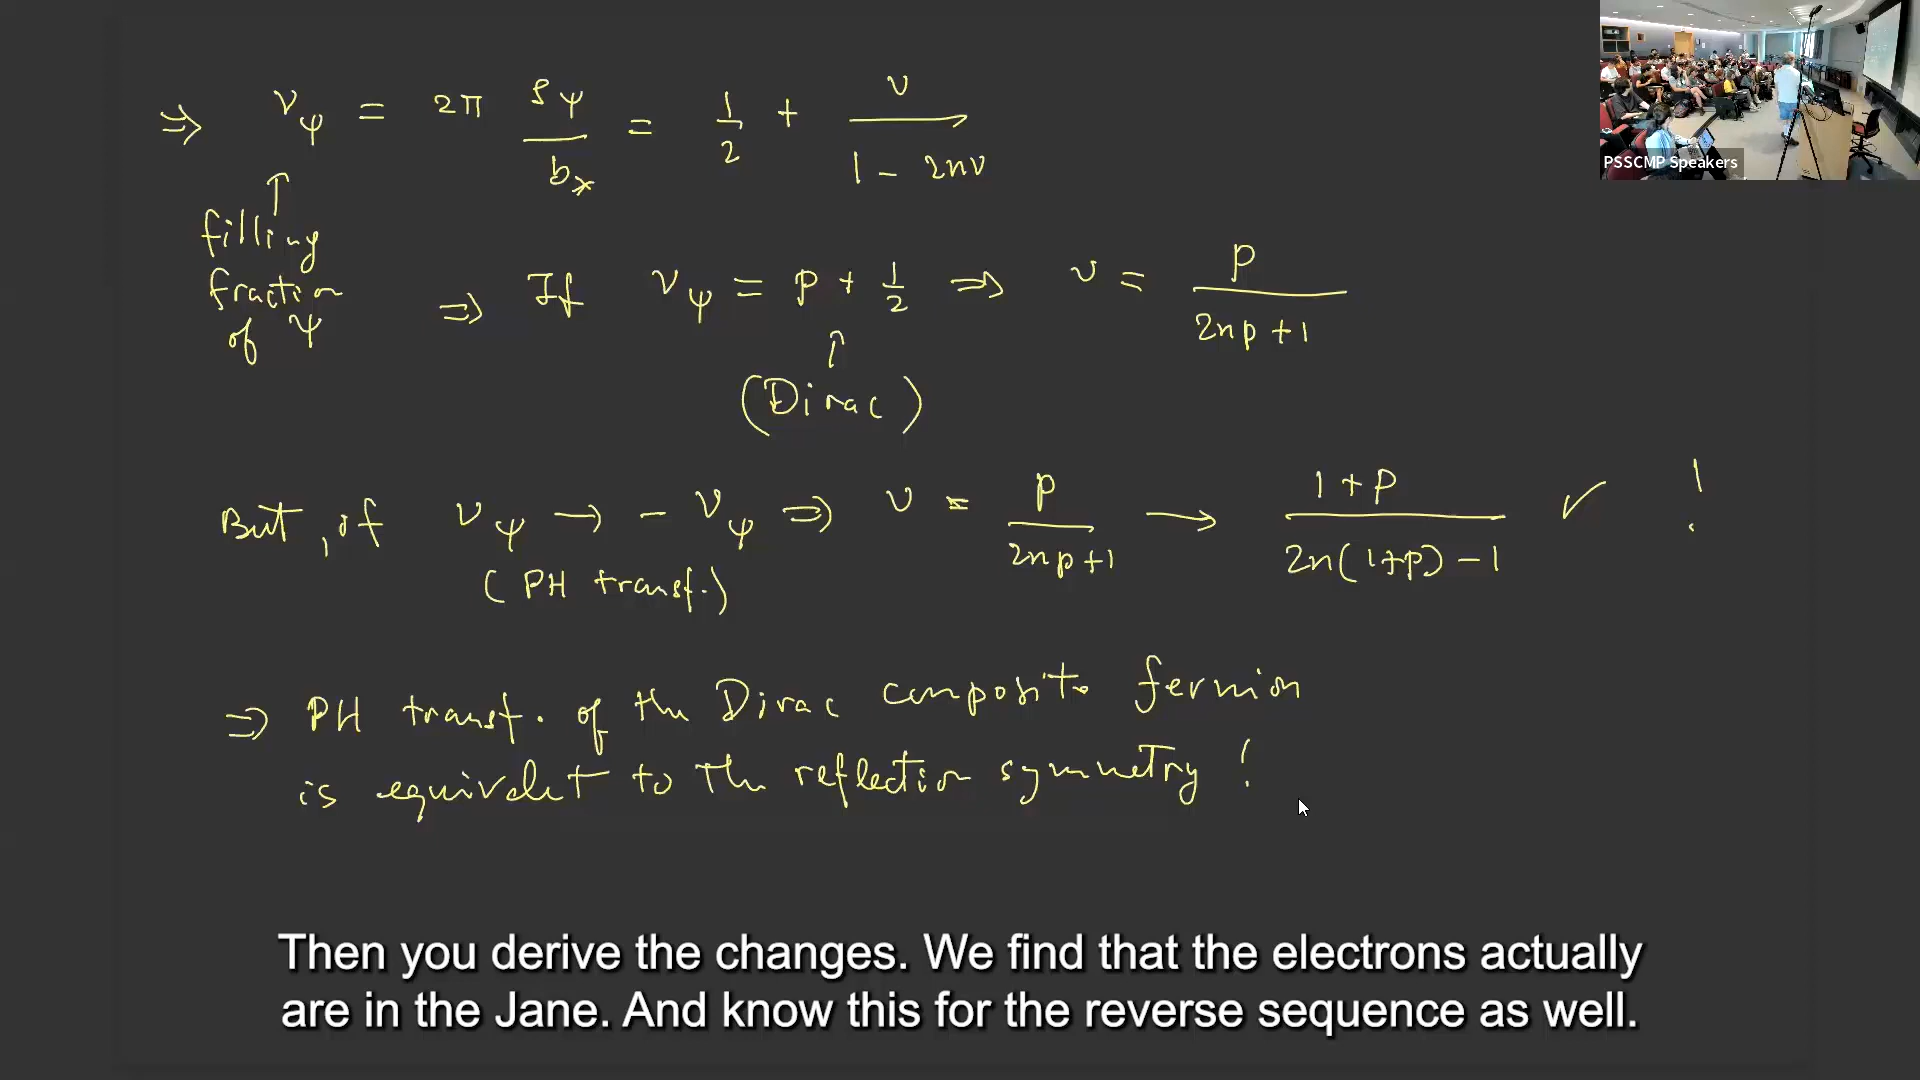 ⇒ ν_ψ = 2π ρ_ψ / b_* = 1/2 + ν / (1 - 2nν)
↑
filling
fraction
of ψ
⇒ If ν_ψ = p + 1/2 ⇒ ν = p / (2np + 1)
↑
(Dirac)
But, if ν_ψ → - ν_ψ ⇒ ν = p / (2np + 1) → (1 + p) / (2n(1+p) - 1) ✓ !
(PH transf.)
⇒ PH transf. of the Dirac composite fermion
is equivalet to the reflection symmetry !
PSSCMP Speakers
Then you derive the changes. We find that the electrons actually
are in the Jane. And know this for the reverse sequence as well.